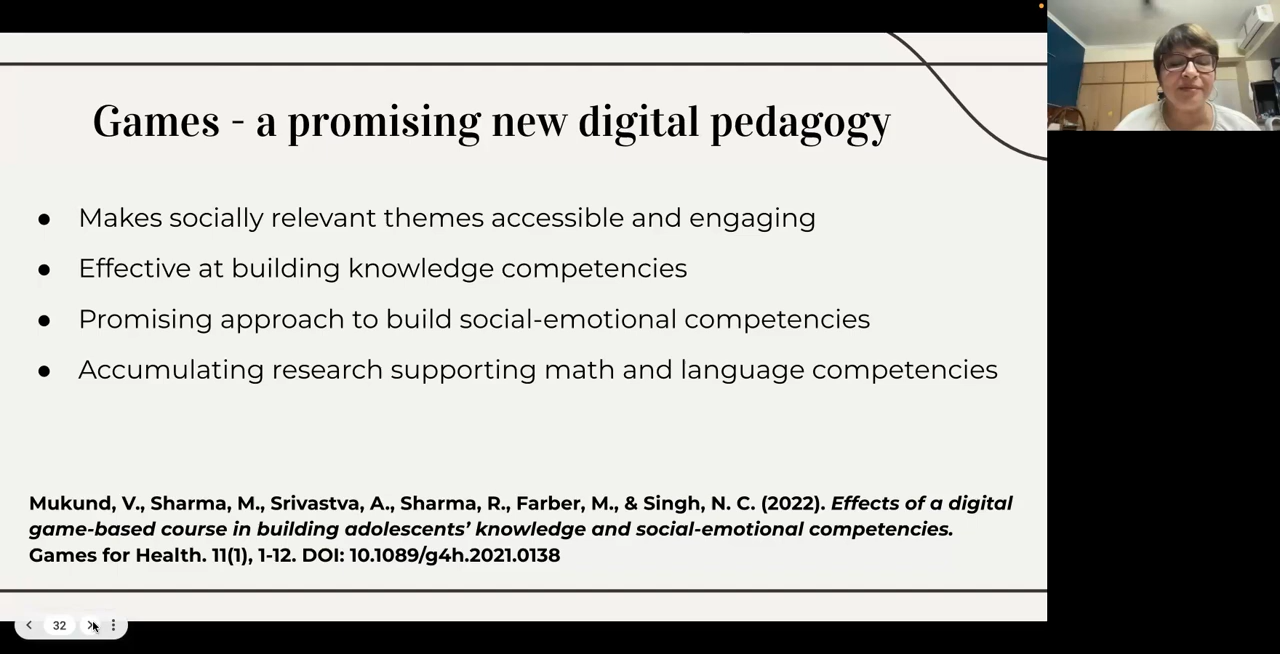 Games - a promising new digital pedagogy
● Makes socially relevant themes accessible and engaging
● Effective at building knowledge competencies
● Promising approach to build social-emotional competencies
● Accumulating research supporting math and language competencies
Mukund, V., Sharma, M., Srivastva, A., Sharma, R., Farber, M., & Singh, N. C. (2022). Effects of a digital
game-based course in building adolescents’ knowledge and social-emotional competencies.
Games for Health. 11(1), 1-12. DOI: 10.1089/g4h.2021.0138
32